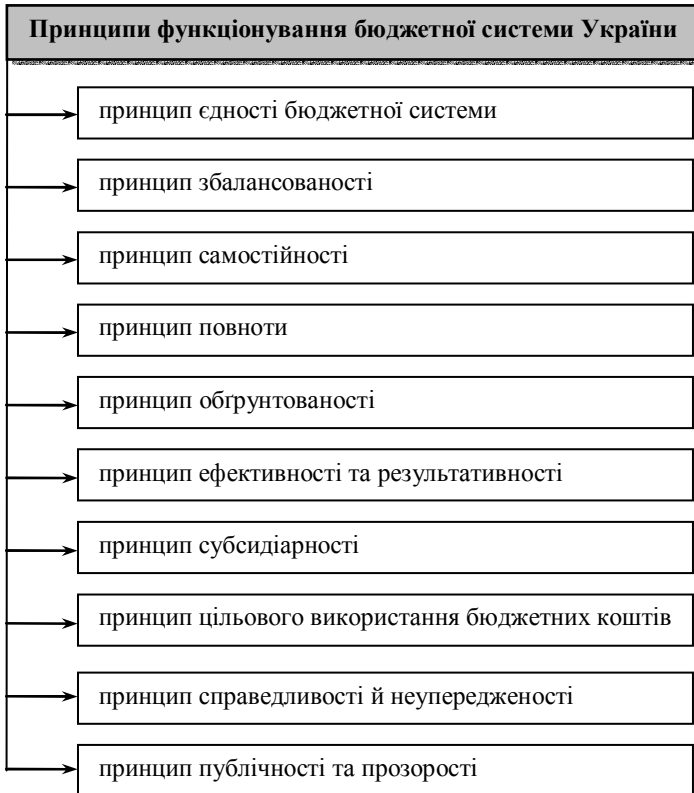 Принципи функціонування бюджетної системи України
принцип єдності бюджетної системи
принцип збалансованості
принцип самостійності
принцип повноти
принцип обґрунтованості
принцип ефективності та результативності
принцип субсидіарності
принцип цільового використання бюджетних коштів
принцип справедливості й неупередженості
принцип публічності та прозорості